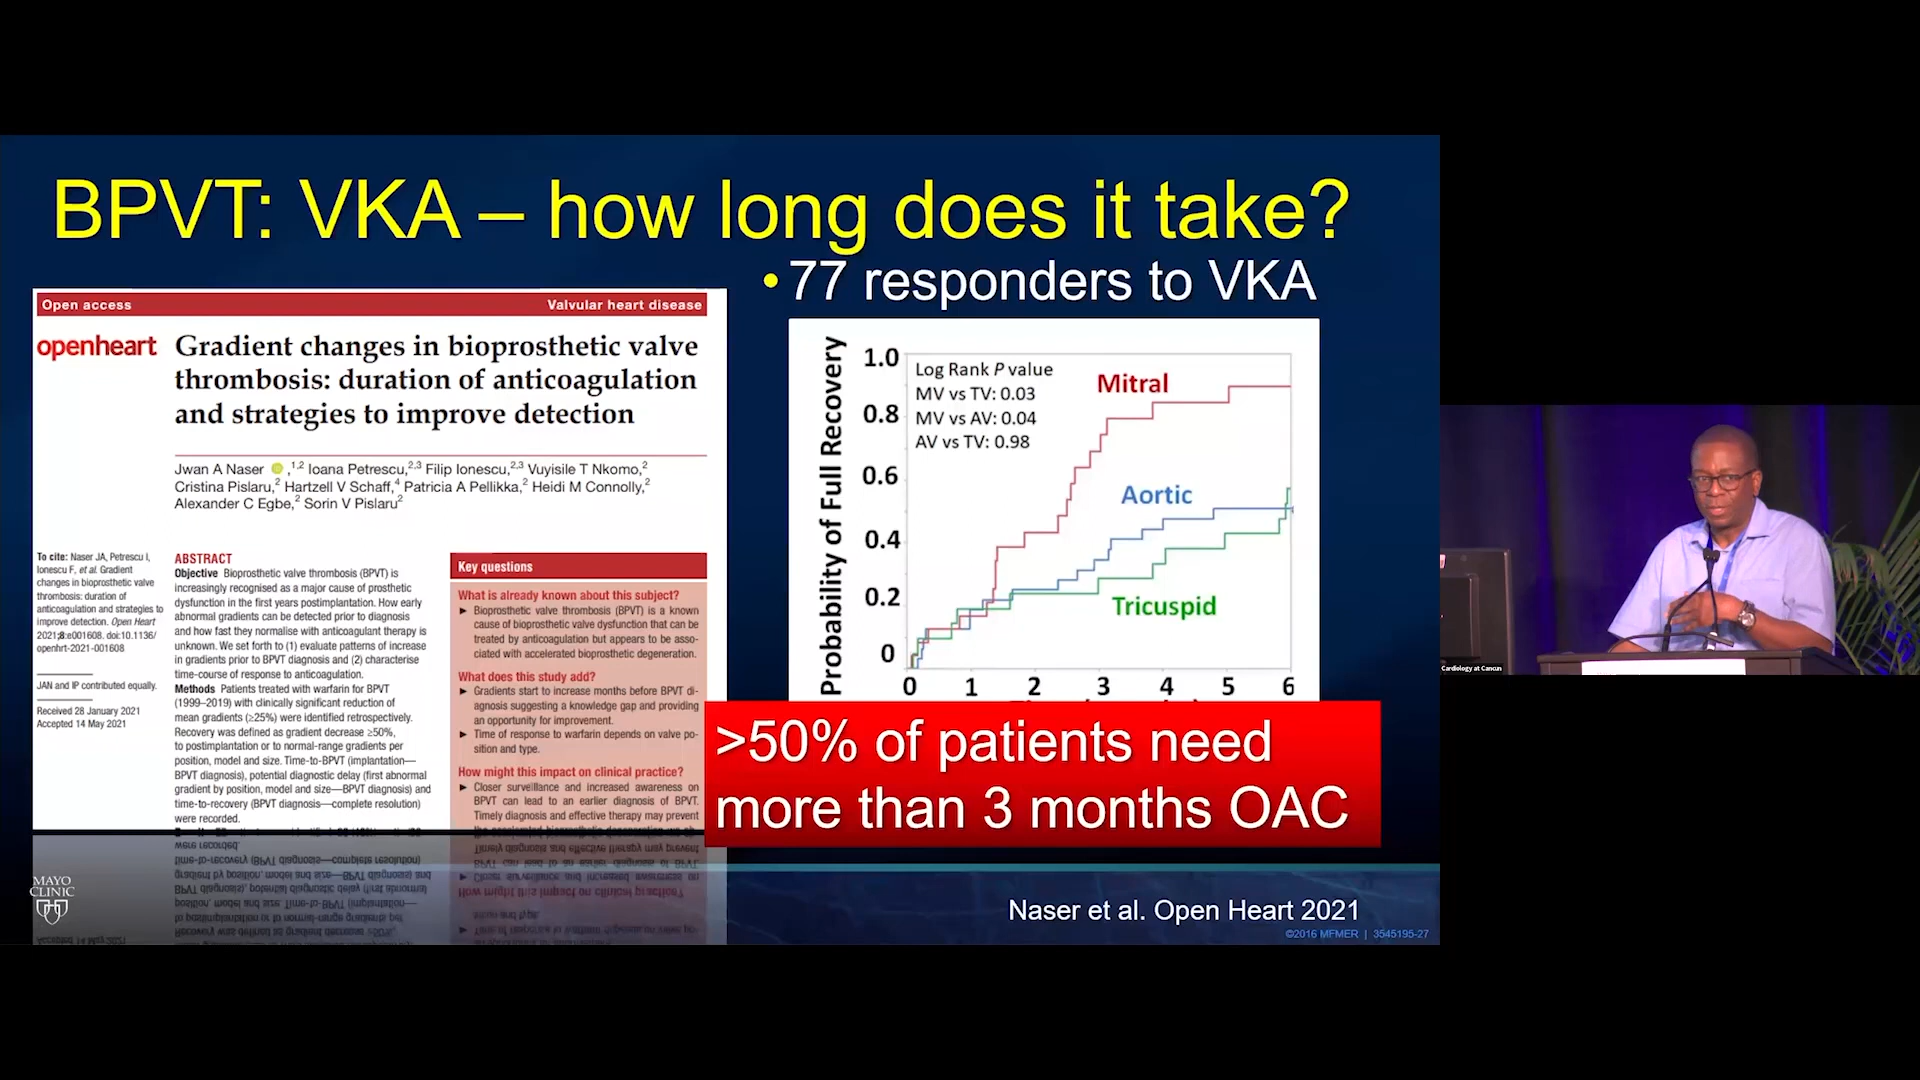 BPVT: VKA – how long does it take?
• 77 responders to VKA
Open access
Valvular heart disease
openheart
Gradient changes in bioprosthetic valve
thrombosis: duration of anticoagulation
and strategies to improve detection
Jwan A Naser ,1,2 Ioana Petrescu,2,3 Filip Ionescu,2,3 Vuyisile T Nkomo,2
Cristina Pislaru,2 Hartzell V Schaff,4 Patricia A Pellikka,2 Heidi M Connolly,2
Alexander C Egbe,2 Sorin V Pislaru2
To cite: Naser JA, Petrescu I,
Ionescu F, et al. Gradient
changes in bioprosthetic valve
thrombosis: duration of
anticoagulation and strategies to
improve detection. Open Heart
2021;8:e001608. doi:10.1136/
openhrt-2021-001608
JAN and IP contributed equally.
Received 28 January 2021
Accepted 14 May 2021
ABSTRACT
Objective Bioprosthetic valve thrombosis (BPVT) is
increasingly recognised as a major cause of prosthetic
dysfunction in the first years postimplantation. How early
abnormal gradients can be detected prior to diagnosis
and how fast they normalise with anticoagulant therapy is
unknown. We set forth to (1) evaluate patterns of increase
in gradients prior to BPVT diagnosis and (2) characterise
time-course of response to anticoagulation.
Methods Patients treated with warfarin for BPVT
(1999–2019) with clinically significant reduction of
mean gradients (≥25%) were identified retrospectively.
Recovery was defined as gradient decrease ≥50%,
to postimplantation or to normal-range gradients per
position, model and size. Time-to-BPVT (implantation—
BPVT diagnosis), potential diagnostic delay (first abnormal
gradient by position, model and size—BPVT diagnosis) and
time-to-recovery (BPVT diagnosis—complete resolution)
were recorded.
Key questions
What is already known about this subject?
► Bioprosthetic valve thrombosis (BPVT) is a known
cause of bioprosthetic valve dysfunction that can be
treated by anticoagulation but appears to be asso-
ciated with accelerated bioprosthetic degeneration.
What does this study add?
► Gradients start to increase months before BPVT di-
agnosis suggesting a knowledge gap and providing
an opportunity for improvement.
► Time of response to warfarin depends on valve po-
sition and type.
How might this impact on clinical practice?
► Closer surveillance and increased awareness on
BPVT can lead to an earlier diagnosis of BPVT.
Timely diagnosis and effective therapy may prevent
Probability of Full Recovery
1.0
0.8
0.6
0.4
0.2
0
Log Rank P value
MV vs TV: 0.03
MV vs AV: 0.04
AV vs TV: 0.98
Mitral
Aortic
Tricuspid
0 1 2 3 4 5 6
>50% of patients need
more than 3 months OAC
MAYO
CLINIC
Naser et al. Open Heart 2021
©2016 MFMER | 3545195-27
Cardiology at Cancun